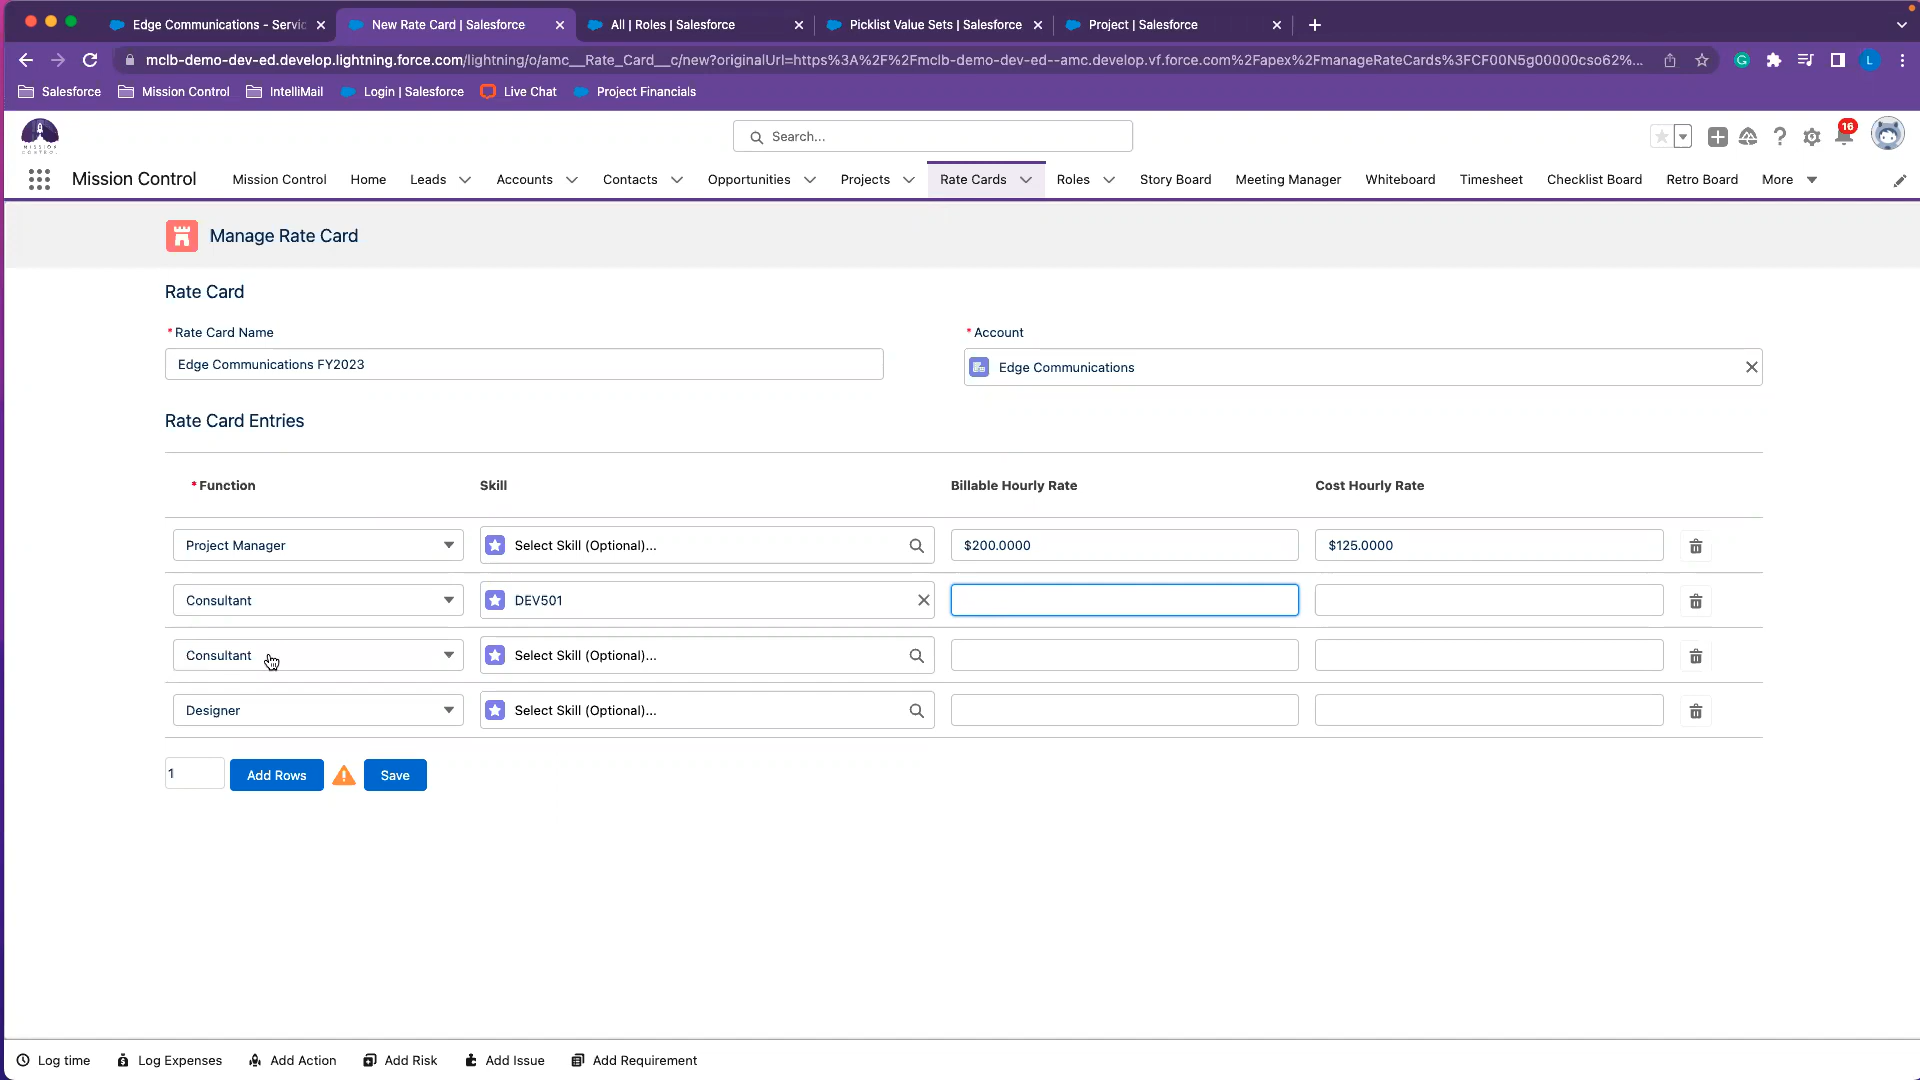 Edge Communications - Servic
New Rate Card | Salesforce
All | Roles | Salesforce
Picklist Value Sets | Salesforce
Project | Salesforce
mclb-demo-dev-ed.develop.lightning.force.com/lightning/o/amc__Rate_Card__c/new?originalUrl=https%3A%2F%2Fmclb-demo-dev-ed--amc.develop.vf.force.com%2Fapex%2FmanageRateCards%3FCF00N5g00000cso62%...
L
Salesforce
Mission Control
IntelliMail
Login | Salesforce
Live Chat
Project Financials
MISSION
CONTROL
Search...
16
Mission Control
Mission Control
Home
Leads
Accounts
Contacts
Opportunities
Projects
Rate Cards
Roles
Story Board
Meeting Manager
Whiteboard
Timesheet
Checklist Board
Retro Board
More
Manage Rate Card
Rate Card
* Rate Card Name
* Account
Edge Communications FY2023
Edge Communications
Rate Card Entries
* Function
Skill
Billable Hourly Rate
Cost Hourly Rate
Project Manager
Select Skill (Optional)...
$200.0000
$125.0000
Consultant
DEV501
Consultant
Select Skill (Optional)...
Designer
Select Skill (Optional)...
1
Add Rows
Save
Log time
Log Expenses
Add Action
Add Risk
Add Issue
Add Requirement